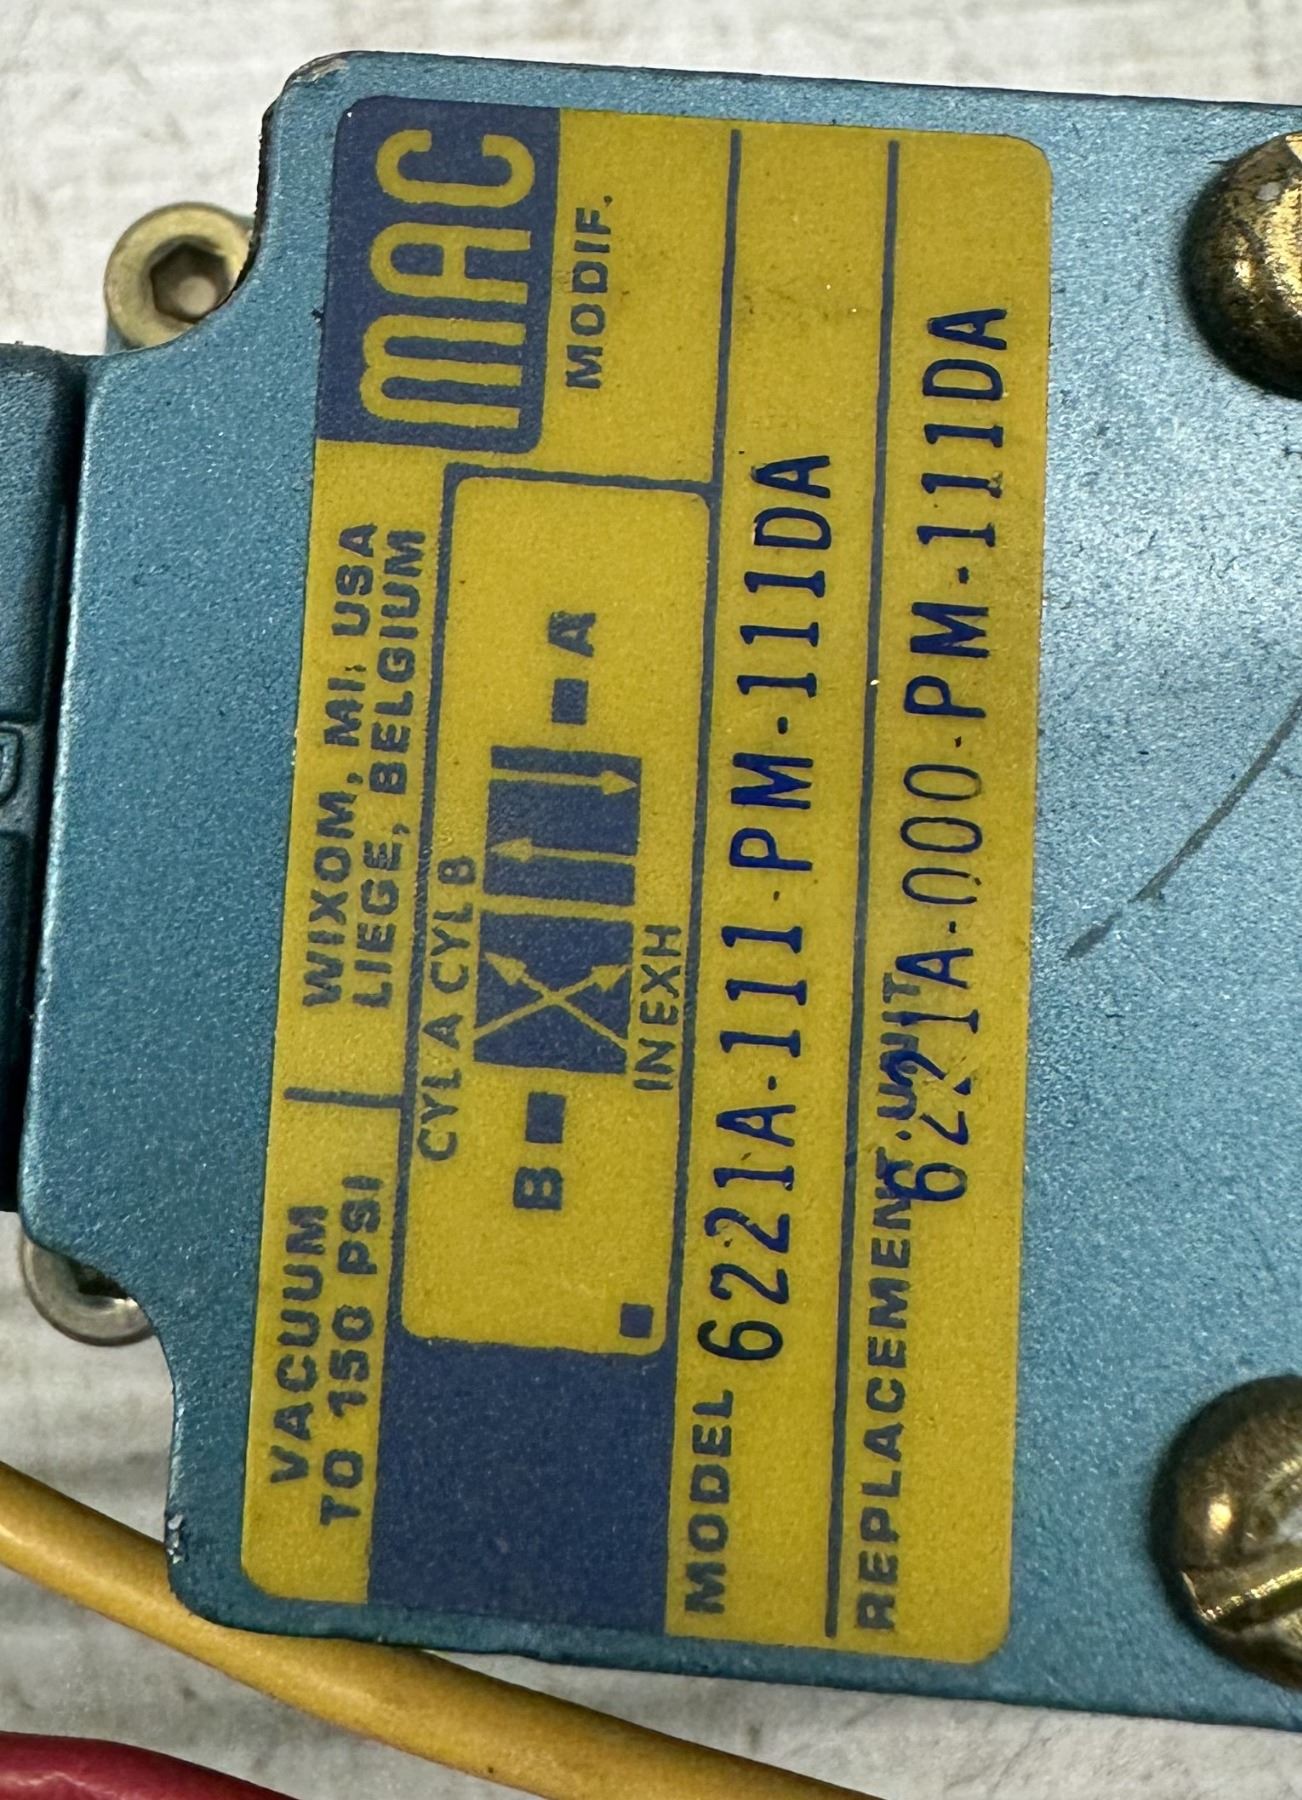 VACUUM
TO 150 PSI
WIXOM, MI. USA
LIEGE, BELGIUM
MAC
MODIF.
CYL A CYL B
B
A
IN EXH
MODEL 6221A-111-PM-111DA
REPLACEMENT UNIT
6221A-000-PM-111DA